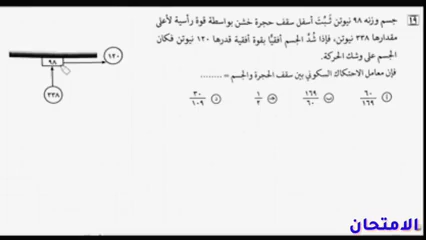 ١٩ جسم وزنه ٩٨ نيوتن ثُبِّتَ أسفل سقف حجرة خشن بواسطة قوة رأسية لأعلى
مقدارها ٣٣٨ نيوتن، فإذا شُدَّ الجسم أفقيًّا بقوة أفقية قدرها ١٢٠ نيوتن فكان
الجسم على وشك الحركة.
فإن معامل الاحتكاك السكوني بين سقف الحجرة والجسم = ........
أ ٦٠/١٦٩ ب ١٦٩/٦٠ جـ ١/٢ د ٣٠/١٠٩
٩٨
١٢٠
٣٣٨
الامتحان